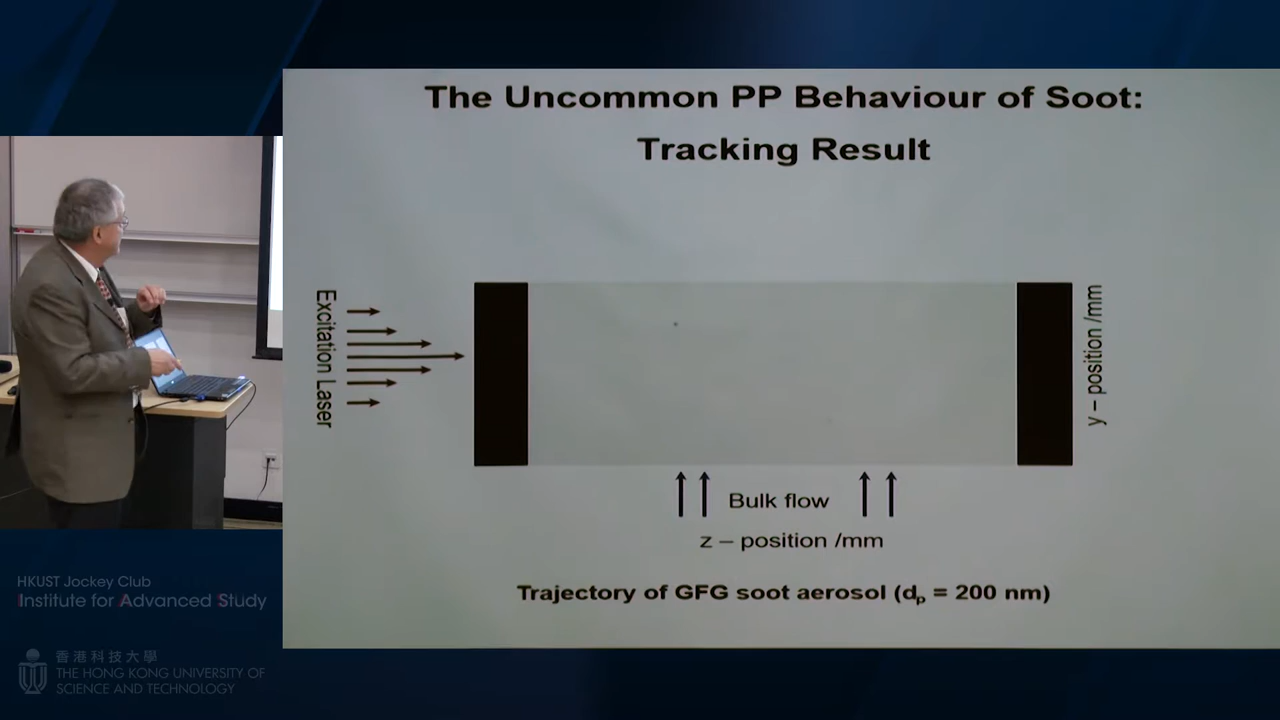 The Uncommon PP Behaviour of Soot:
Tracking Result
Excitation Laser
y – position /mm
Bulk flow
z – position /mm
Trajectory of GFG soot aerosol (dp = 200 nm)
HKUST Jockey Club
Institute for Advanced Study
香港科技大學
THE HONG KONG UNIVERSITY OF
SCIENCE AND TECHNOLOGY